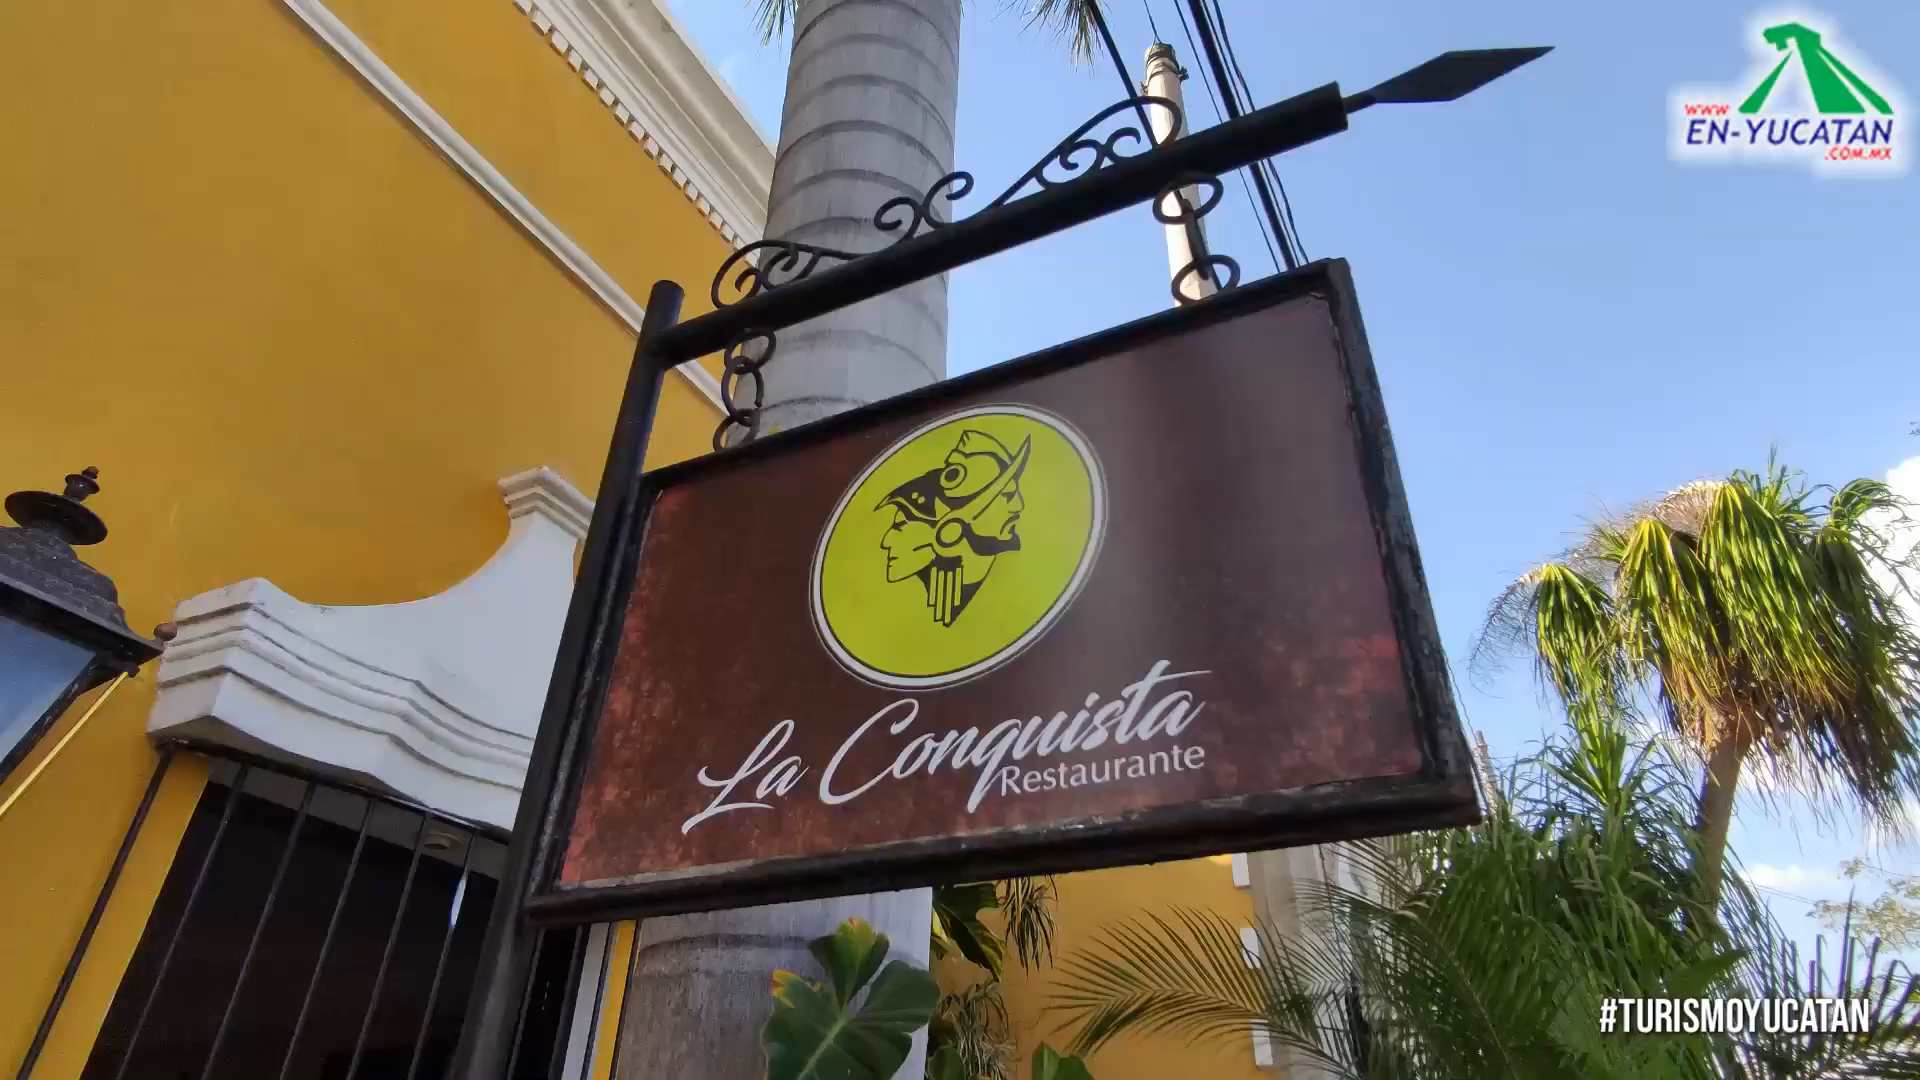 WWW
EN-YUCATAN
.COM.MX
La Conquista
Restaurante
#TURISMOYUCATAN